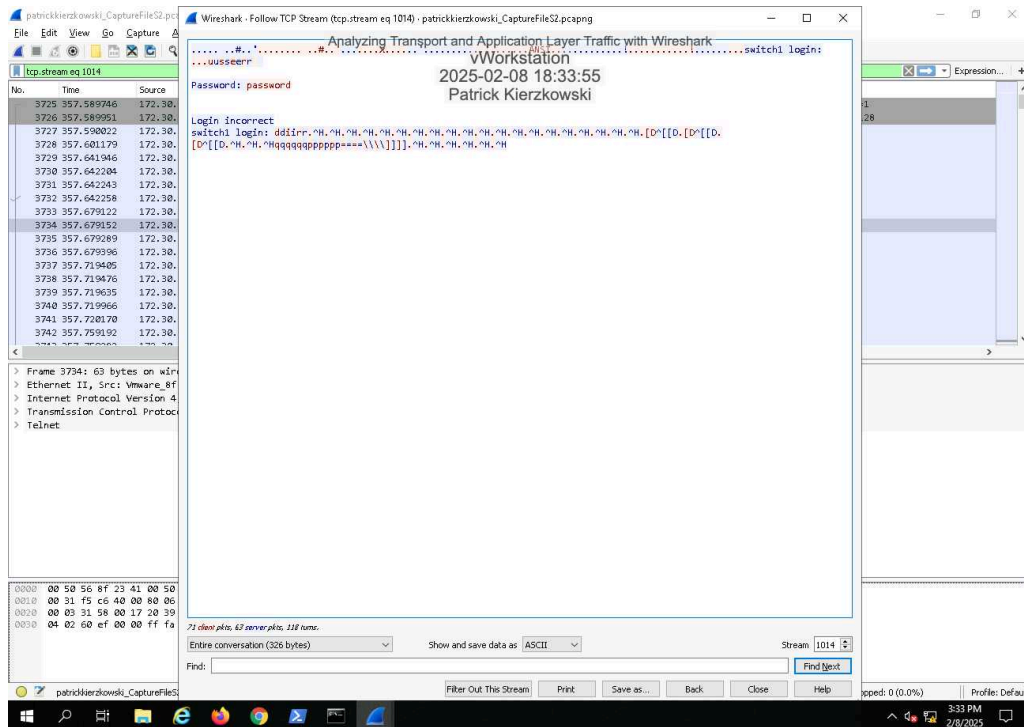 patrickkierzkowski_CaptureFileS2.pc
Wireshark · Follow TCP Stream (tcp.stream eq 1014) · patrickkierzkowski_CaptureFileS2.pcapng
File Edit View Go Capture A
tcp.stream eq 1014
Expression... +
Analyzing Transport and Application Layer Traffic with Wireshark
vWorkstation
2025-02-08 18:33:55
Patrick Kierzkowski
switch1 login:
...uusseerr
Password: password
Login incorrect
switch1 login: ddiirr.^H.^H.^H.^H.^H.^H.^H.^H.^H.^H.^H.^H.^H.^H.^H.^H.^H.^H.^H.^H.[D^[[D.[D^[[D.
[D^[[D.^H.^H.^Hqqqqqqpppppp====\\\\]]]].^H.^H.^H.^H.^H.^H
No. Time Source
3725 357.589746 172.30.
3726 357.589951 172.30.
28
3727 357.590022 172.30.
3728 357.601179 172.30.
3729 357.641946 172.30.
3730 357.642204 172.30.
3731 357.642243 172.30.
3732 357.642258 172.30.
3733 357.679122 172.30.
3734 357.679152 172.30.
3735 357.679289 172.30.
3736 357.679396 172.30.
3737 357.719405 172.30.
3738 357.719476 172.30.
3739 357.719635 172.30.
3740 357.719966 172.30.
3741 357.720170 172.30.
3742 357.759192 172.30.
> Frame 3734: 63 bytes on wir
> Ethernet II, Src: Vmware_8f
> Internet Protocol Version 4
> Transmission Control Protoc
> Telnet
0000 00 50 56 8f 23 41 00 50
0010 00 31 f5 c6 40 00 80 06
0020 00 03 31 58 00 17 20 39
0030 04 02 60 ef 00 00 ff fa
71 client pkts, 63 server pkts, 118 turns.
Entire conversation (326 bytes)
Show and save data as ASCII
Stream 1014
Find:
Find Next
Filter Out This Stream
Print
Save as...
Back
Close
Help
patrickkierzkowski_CaptureFileS2
pped: 0 (0.0%)
Profile: Defau
3:33 PM
2/8/2025